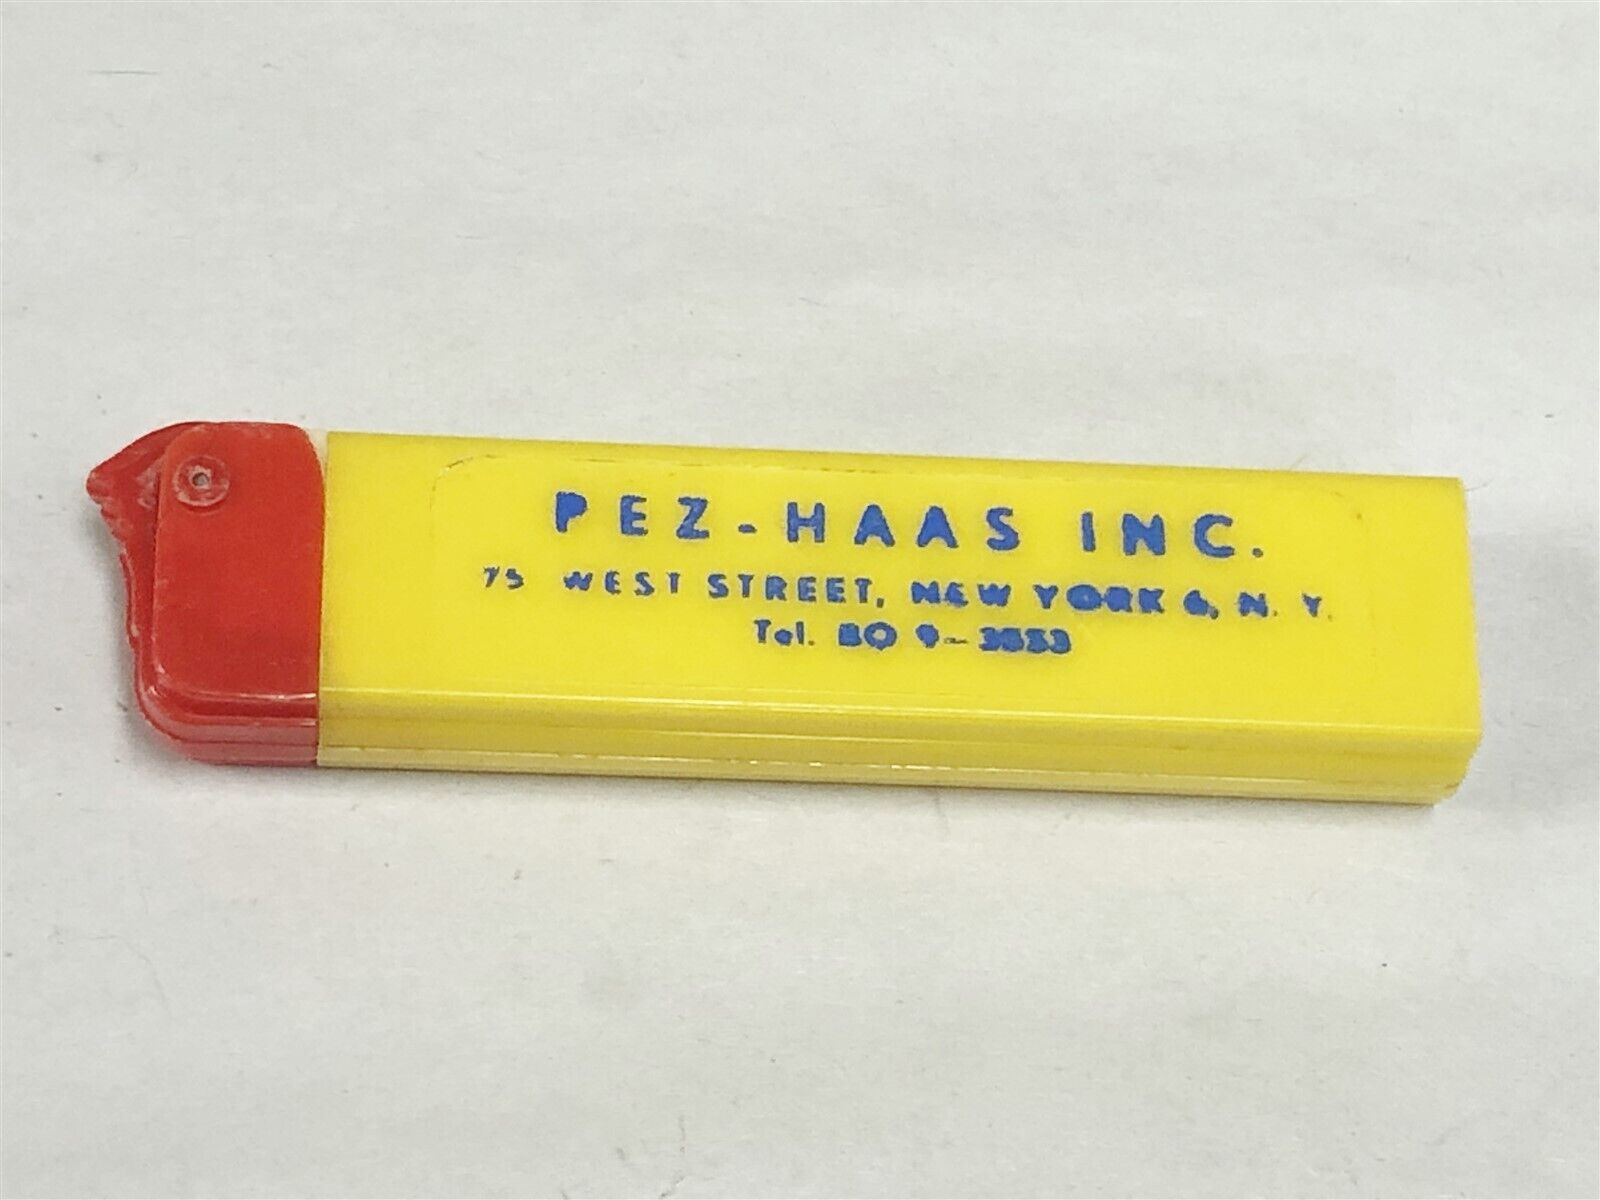 PEZ-HAAS INC.
75 WEST STREET, NEW YORK 6, N. Y.
Tel. BO 9-3853